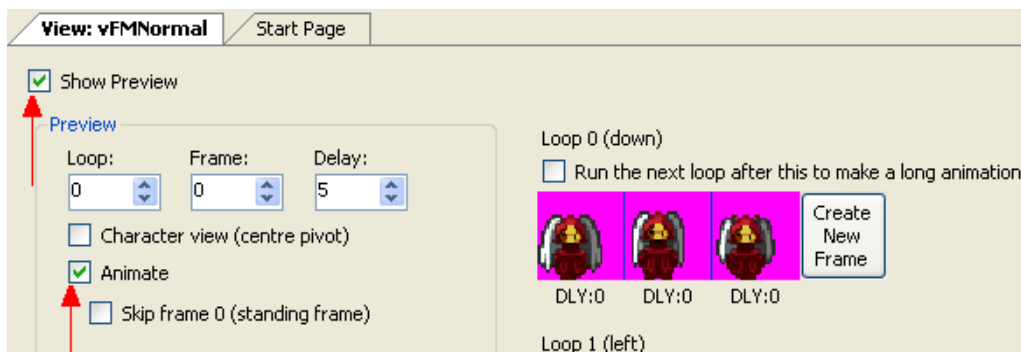 View: vFMNormal
Start Page
Show Preview
Preview
Loop:
Frame:
Delay:
0
0
5
Character view (centre pivot)
Animate
Skip frame 0 (standing frame)
Loop 0 (down)
Run the next loop after this to make a long animation
Create
New
Frame
DLY:0
DLY:0
DLY:0
Loop 1 (left)